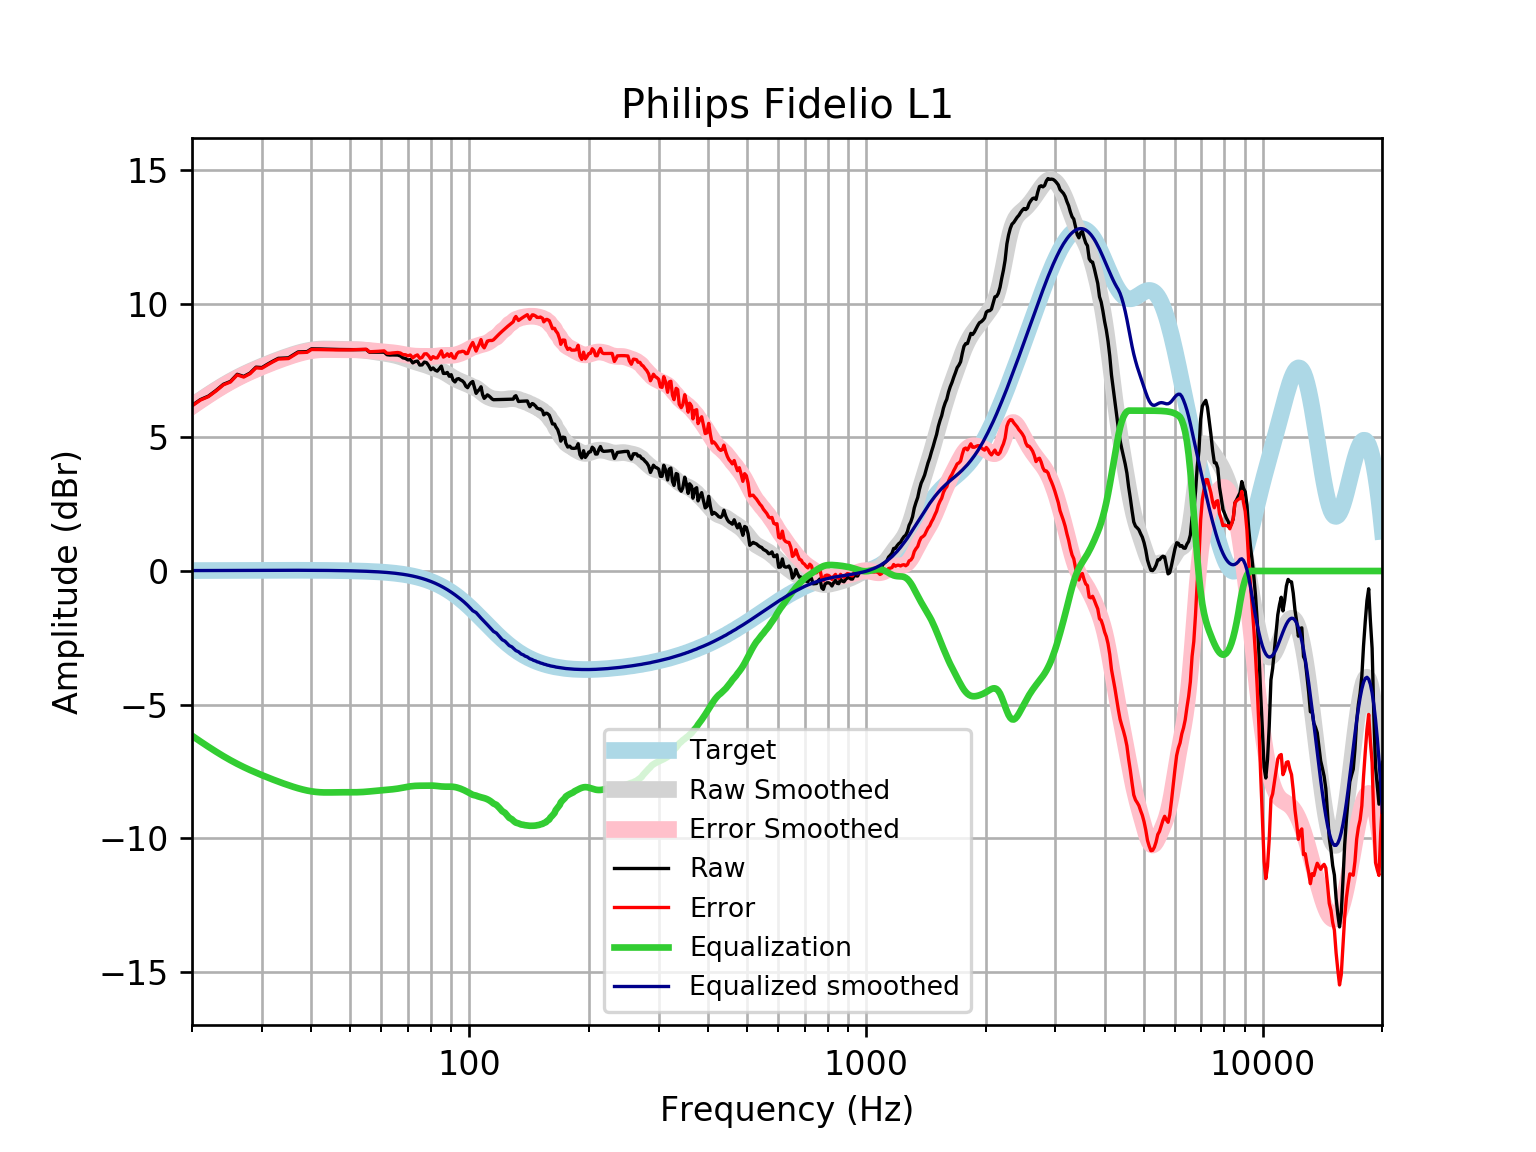 Philips Fidelio L1
15
10
5
0
−5
−10
−15
Amplitude (dBr)
Target
Raw Smoothed
Error Smoothed
Raw
Error
Equalization
Equalized smoothed
100
1000
10000
Frequency (Hz)